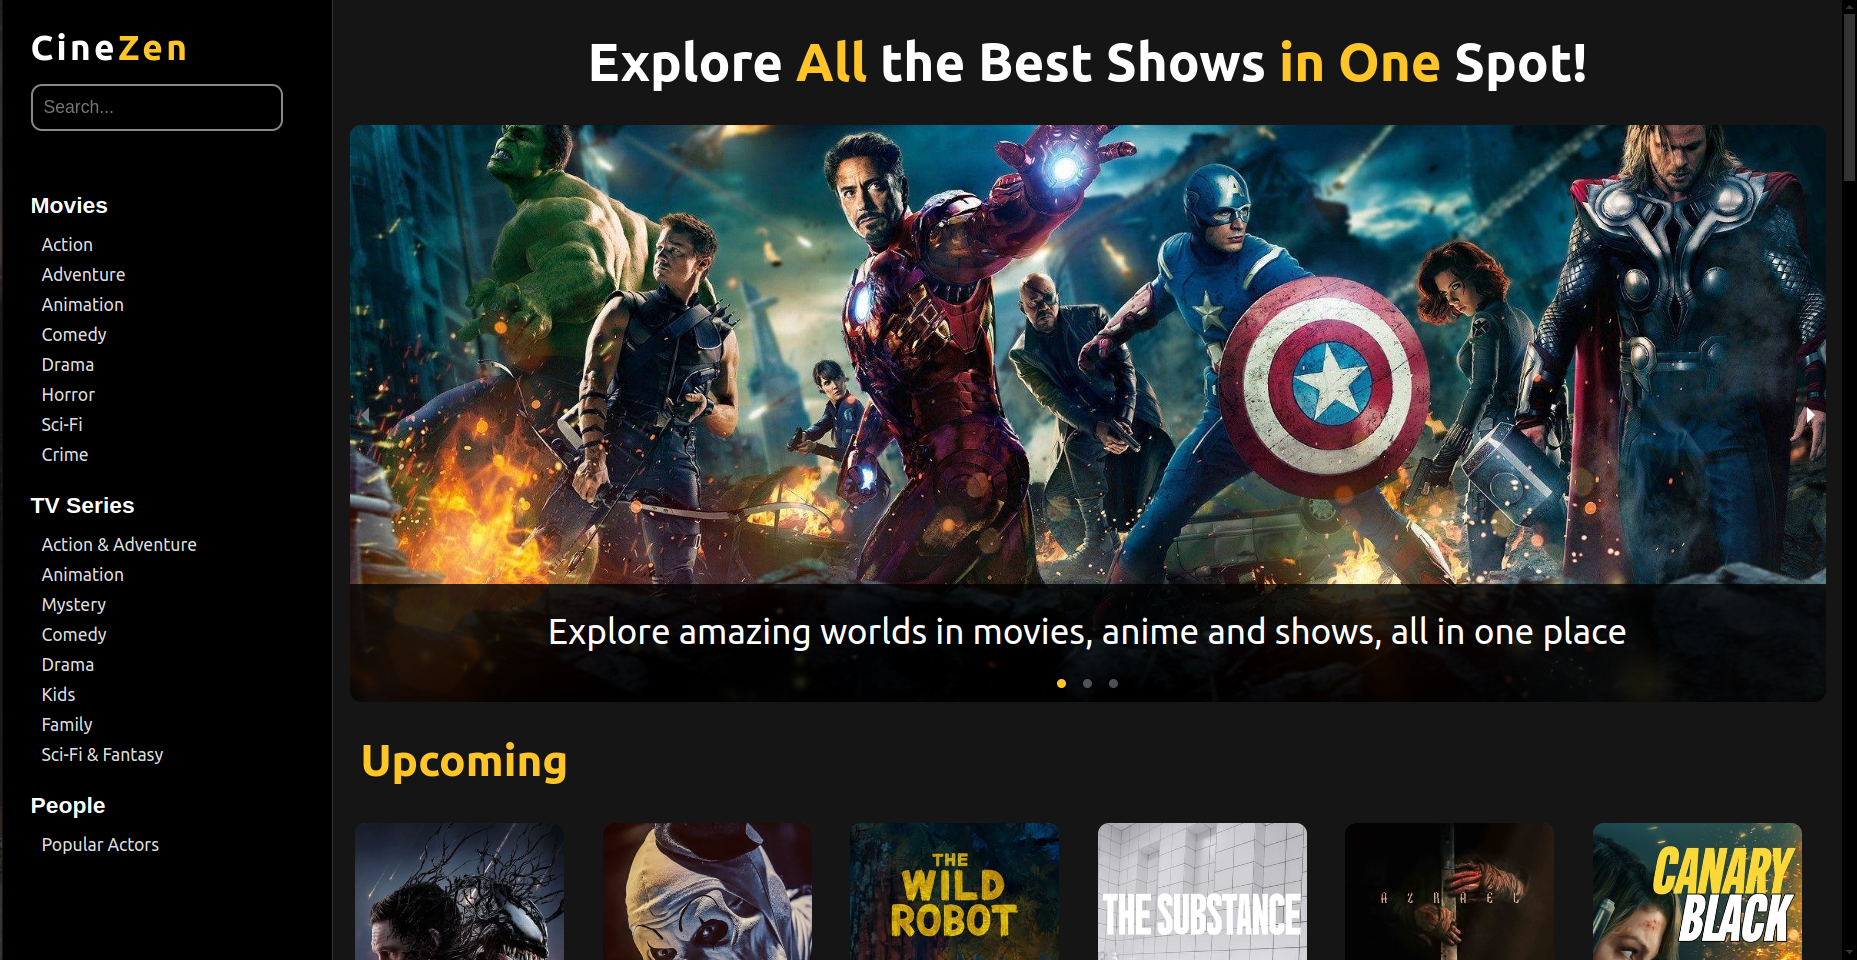 CineZen
Search...
Movies
Action
Adventure
Animation
Comedy
Drama
Horror
Sci-Fi
Crime
TV Series
Action & Adventure
Animation
Mystery
Comedy
Drama
Kids
Family
Sci-Fi & Fantasy
People
Popular Actors
Explore All the Best Shows in One Spot!
A
Explore amazing worlds in movies, anime and shows, all in one place
Upcoming
THE
WILD
ROBOT
THE SUBSTANCE
AZRAEL
CANARY
BLACK